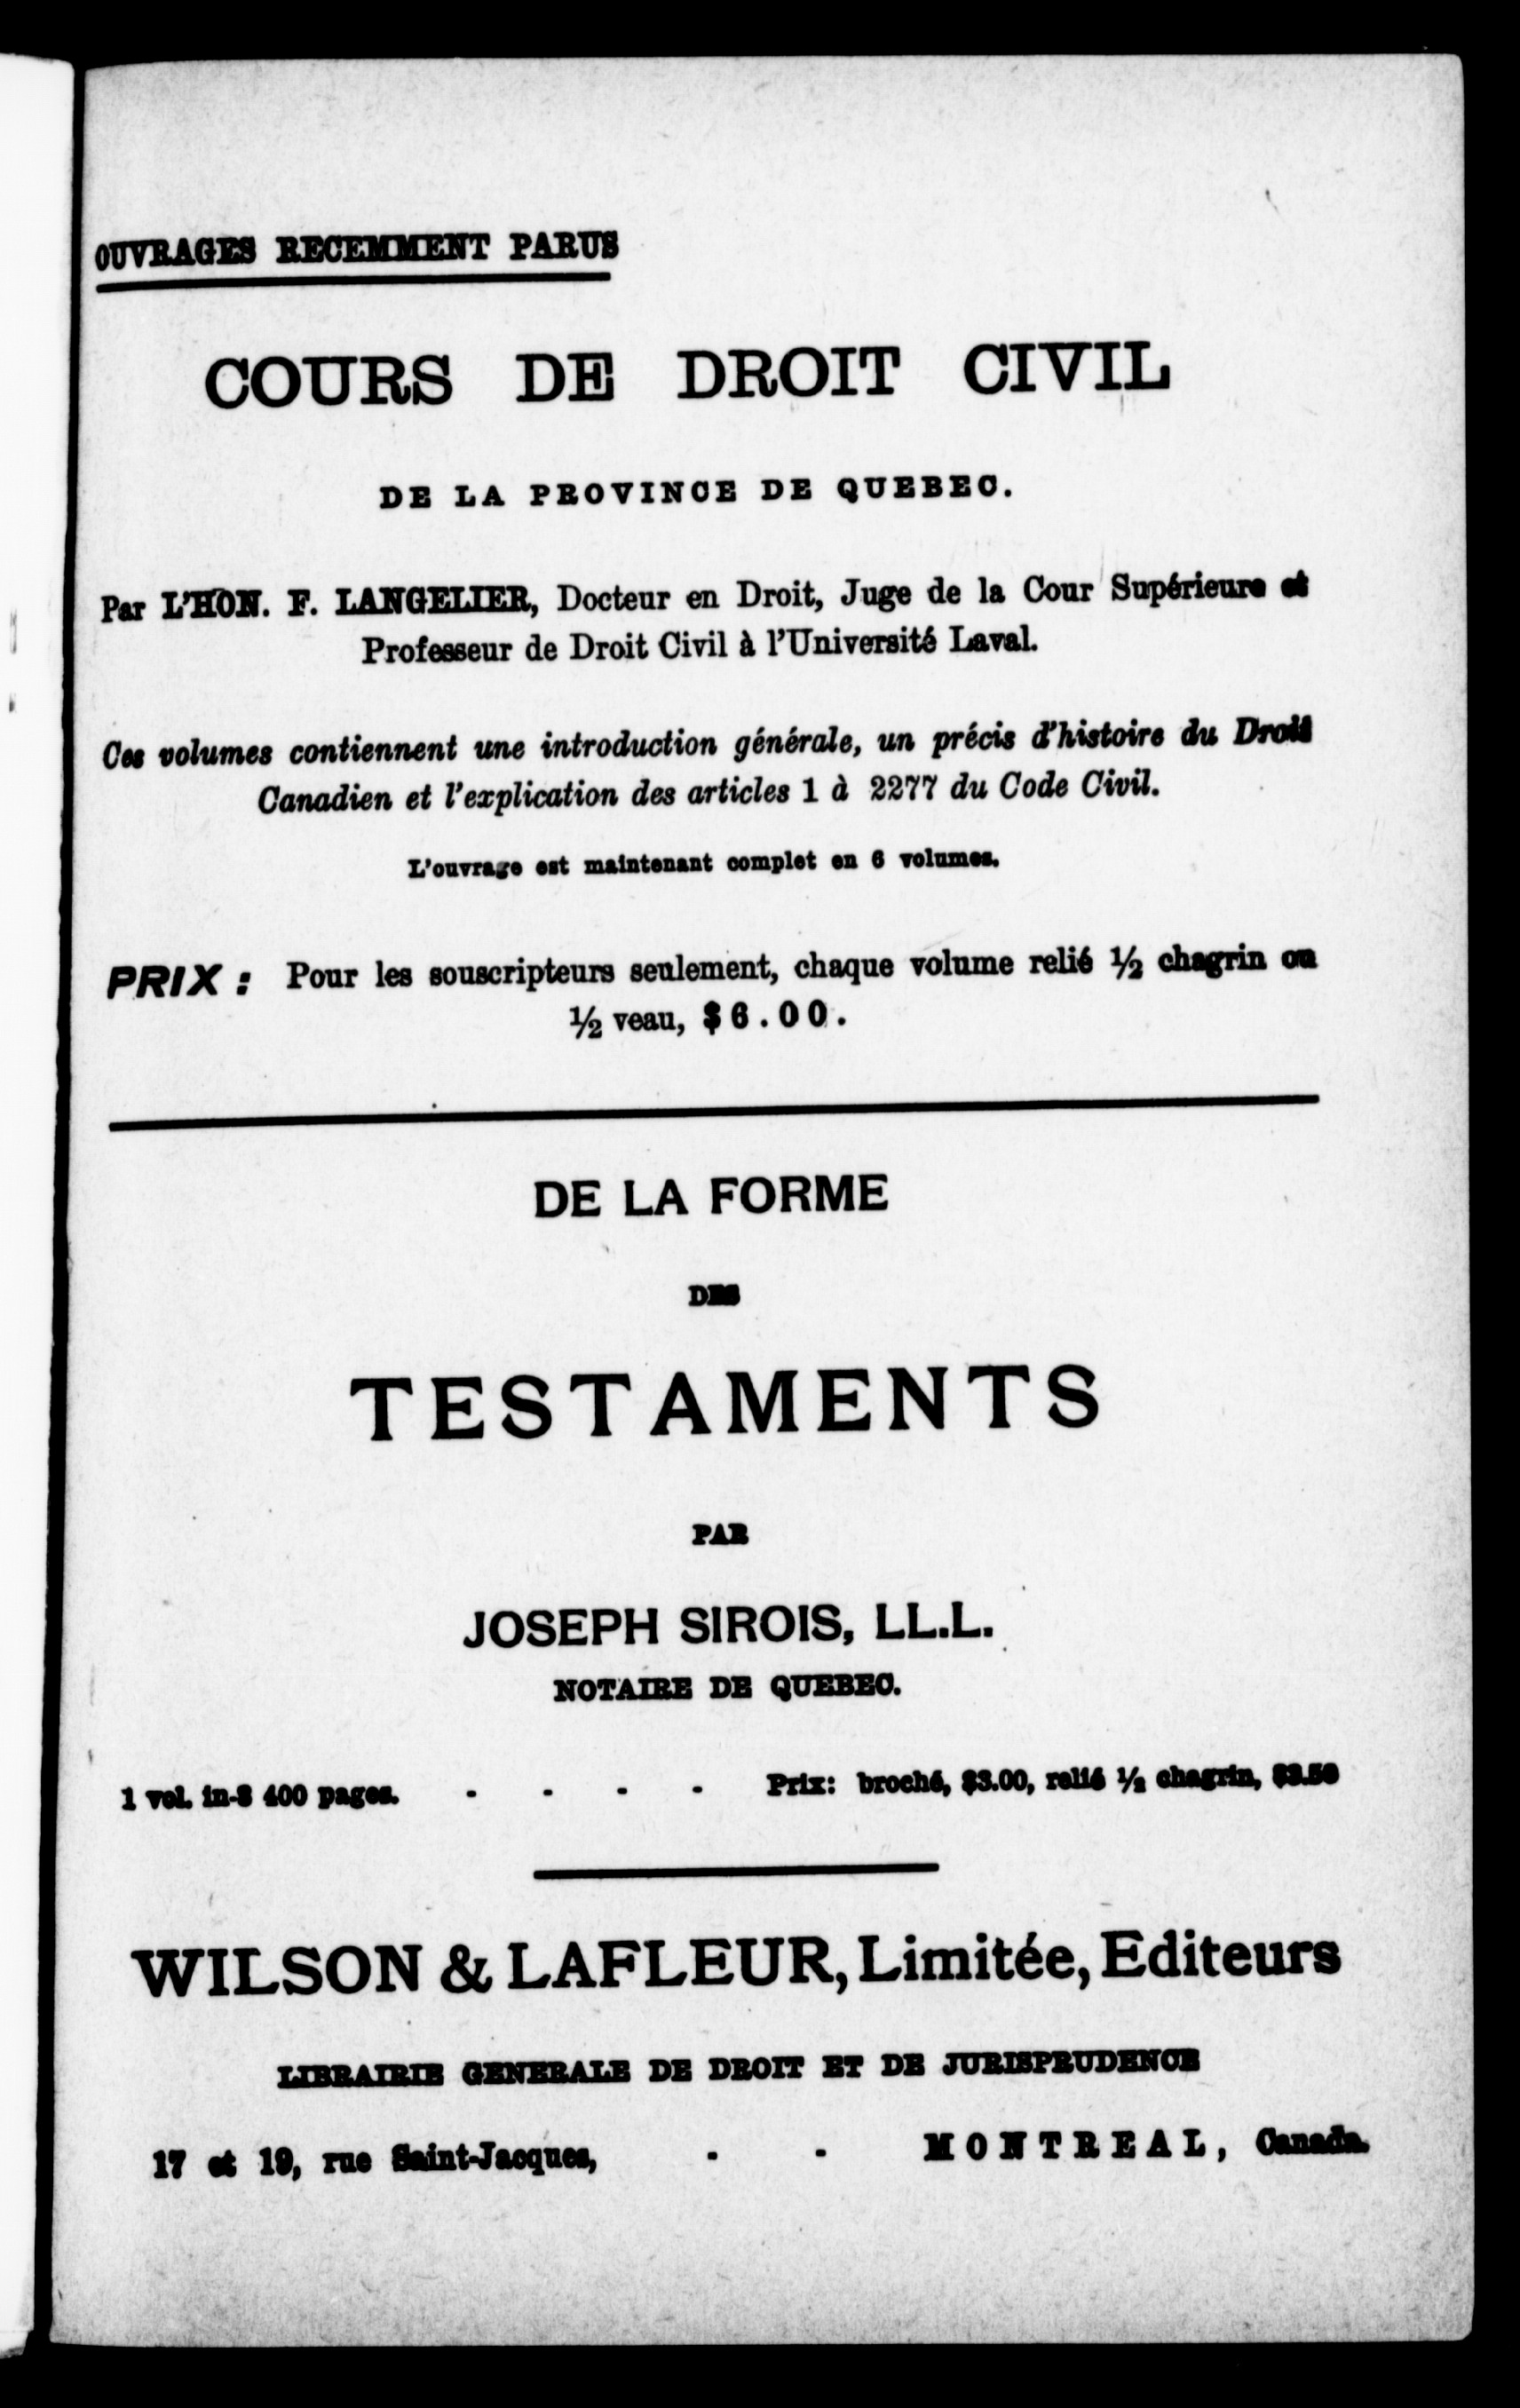 OUVRAGES RECEMMENT PARUS
COURS DE DROIT CIVIL
DE LA PROVINCE DE QUEBEC.
Par L'HON. F. LANGELIER, Docteur en Droit, Juge de la Cour Supérieure et
Professeur de Droit Civil à l'Université Laval.
Ces volumes contiennent une introduction générale, un précis d'histoire du Droit
Canadien et l'explication des articles 1 à 2277 du Code Civil.
L'ouvrage est maintenant complet en 6 volumes.
PRIX : Pour les souscripteurs seulement, chaque volume relié ½ chagrin ou
½ veau, $6.00.
DE LA FORME
DES
TESTAMENTS
PAR
JOSEPH SIROIS, LL.L.
NOTAIRE DE QUEBEC.
1 vol. in-8 400 pages. - - - - Prix: broché, $3.00, relié ½ chagrin, $3.50
WILSON & LAFLEUR, Limitée, Editeurs
LIBRAIRIE GENERALE DE DROIT ET DE JURISPRUDENCE
17 et 19, rue Saint-Jacques, - - MONTREAL, Canada.